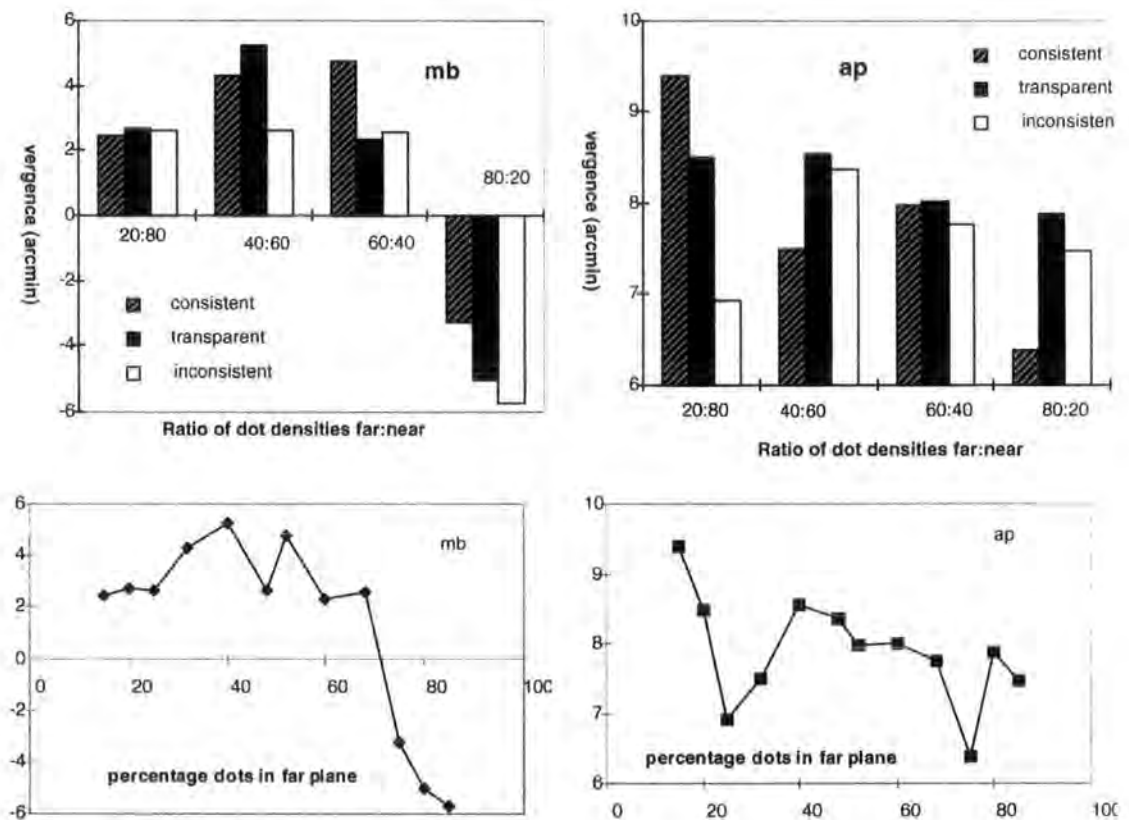 6
4
2
0
-2
-4
-6
vergence (arcmin)
mb
20:80
40:60
60:40
80:20
consistent
transparent
inconsistent
Ratio of dot densities far:near
10
9
8
7
6
vergence (arcmin)
ap
consistent
transparent
inconsisten
20:80
40:60
60:40
80:20
Ratio of dot densities far:near
6
4
2
0
-2
-4
-6
mb
0
20
40
60
80
100
percentage dots in far plane
10
9
8
7
6
ap
percentage dots in far plane
0
20
40
60
80
100